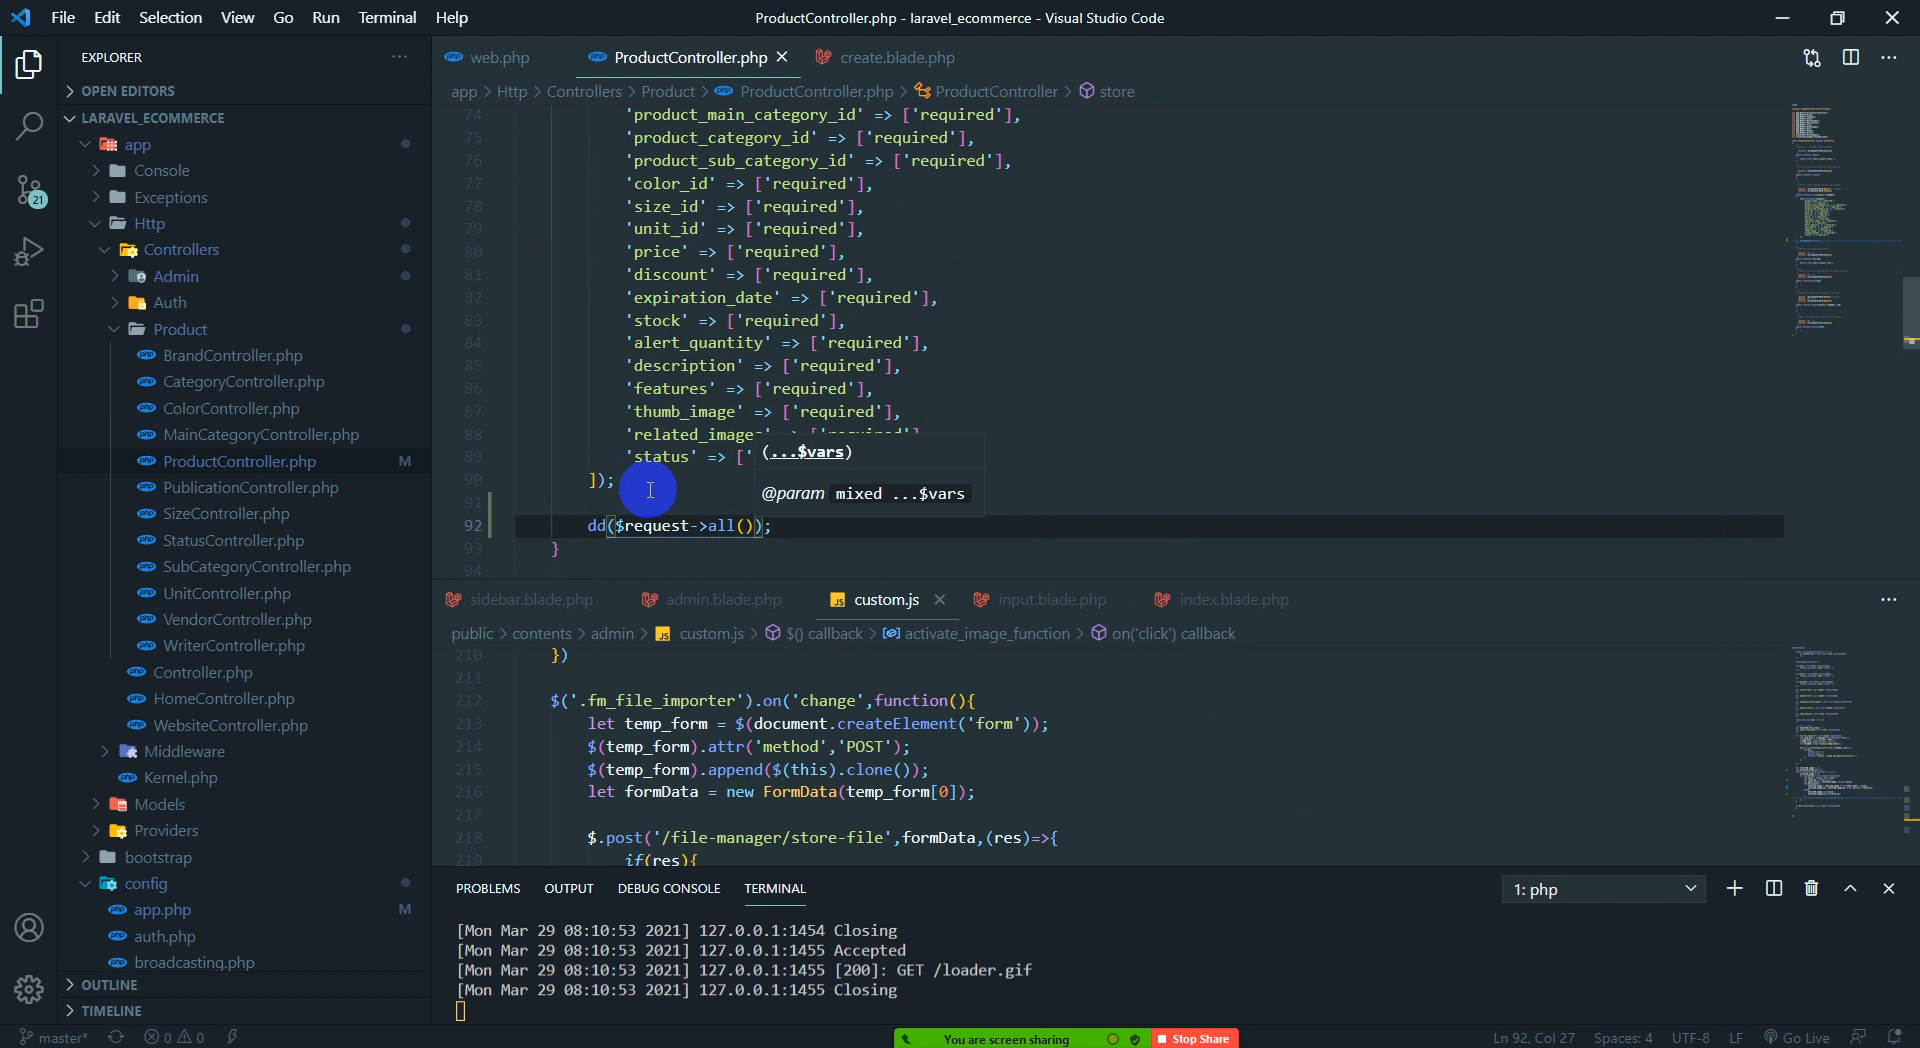 File Edit Selection View Go Run Terminal Help
ProductController.php - laravel_ecommerce - Visual Studio Code
EXPLORER
OPEN EDITORS
LARAVEL_ECOMMERCE
app
Console
Exceptions
Http
Controllers
Admin
Auth
Product
BrandController.php
CategoryController.php
ColorController.php
MainCategoryController.php
ProductController.php M
PublicationController.php
SizeController.php
StatusController.php
SubCategoryController.php
UnitController.php
VendorController.php
WriterController.php
Controller.php
HomeController.php
WebsiteController.php
Middleware
Kernel.php
Models
Providers
bootstrap
config
app.php M
auth.php
broadcasting.php
OUTLINE
TIMELINE
21
web.php ProductController.php create.blade.php
app > Http > Controllers > Product > ProductController.php > ProductController > store
74 'product_main_category_id' => ['required'],
75 'product_category_id' => ['required'],
76 'product_sub_category_id' => ['required'],
77 'color_id' => ['required'],
78 'size_id' => ['required'],
79 'unit_id' => ['required'],
80 'price' => ['required'],
81 'discount' => ['required'],
82 'expiration_date' => ['required'],
83 'stock' => ['required'],
84 'alert_quantity' => ['required'],
85 'description' => ['required'],
86 'features' => ['required'],
87 'thumb_image' => ['required'],
88 'related_images
89 'status' => ['
(...$vars)
@param mixed ...$vars
90 ]);
91
92 dd($request->all());
93 }
94
sidebar.blade.php admin.blade.php custom.js input.blade.php index.blade.php
public > contents > admin > custom.js > $() callback > activate_image_function > on('click') callback
210 })
211
212 $('.fm_file_importer').on('change',function(){
213 let temp_form = $(document.createElement('form'));
214 $(temp_form).attr('method','POST');
215 $(temp_form).append($(this).clone());
216 let formData = new FormData(temp_form[0]);
217
218 $.post('/file-manager/store-file',formData,(res)=>{
219 if(res){
PROBLEMS OUTPUT DEBUG CONSOLE TERMINAL
1: php
[Mon Mar 29 08:10:53 2021] 127.0.0.1:1454 Closing
[Mon Mar 29 08:10:53 2021] 127.0.0.1:1455 Accepted
[Mon Mar 29 08:10:53 2021] 127.0.0.1:1455 [200]: GET /loader.gif
[Mon Mar 29 08:10:53 2021] 127.0.0.1:1455 Closing
master* 0 0
You are screen sharing Stop Share
Ln 92, Col 27 Spaces: 4 UTF-8 LF Go Live